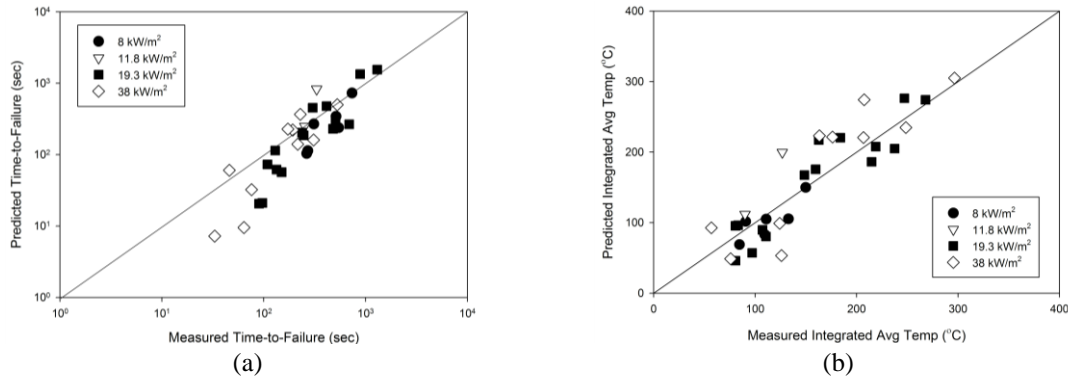 10⁴
10³
10²
10¹
10⁰
10⁰ 10¹ 10² 10³ 10⁴
Predicted Time-to-Failure (sec)
Measured Time-to-Failure (sec)
8 kW/m²
11.8 kW/m²
19.3 kW/m²
38 kW/m²
(a)
400
300
200
100
0
0 100 200 300 400
Predicted Integrated Avg Temp (°C)
Measured Integrated Avg Temp (°C)
8 kW/m²
11.8 kW/m²
19.3 kW/m²
38 kW/m²
(b)